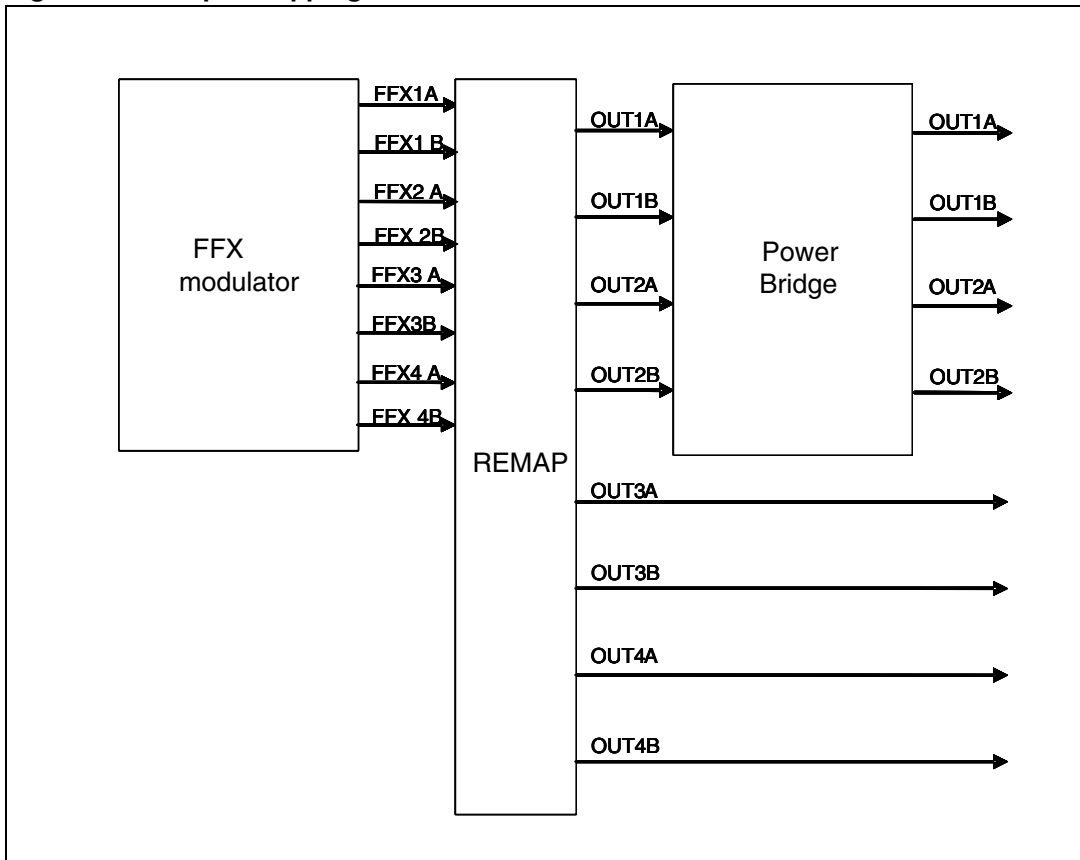 FFX
modulator
FFX1A
FFX1 B
FFX2 A
FFX 2B
FFX3 A
FFX3B
FFX4 A
FFX 4B
REMAP
OUT1A
OUT1B
OUT2A
OUT2B
OUT3A
OUT3B
OUT4A
OUT4B
Power
Bridge
OUT1A
OUT1B
OUT2A
OUT2B